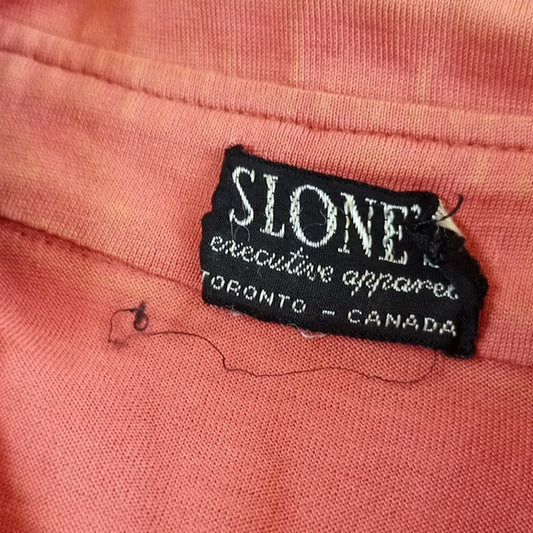 SLONE'S
executive apparel
TORONTO - CANADA